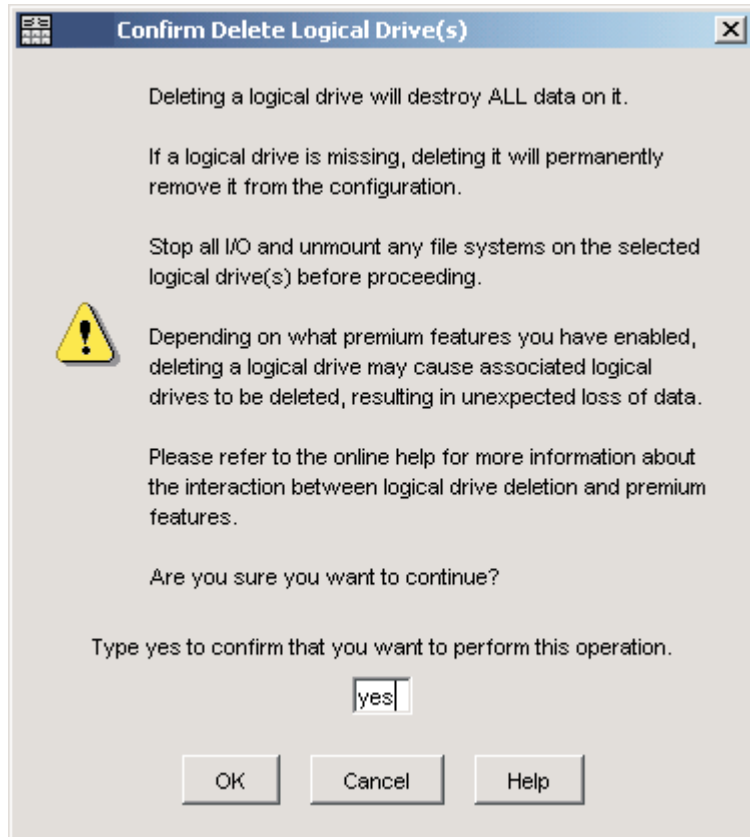 Confirm Delete Logical Drive(s)
Deleting a logical drive will destroy ALL data on it.
If a logical drive is missing, deleting it will permanently
remove it from the configuration.
Stop all I/O and unmount any file systems on the selected
logical drive(s) before proceeding.
Depending on what premium features you have enabled,
deleting a logical drive may cause associated logical
drives to be deleted, resulting in unexpected loss of data.
Please refer to the online help for more information about
the interaction between logical drive deletion and premium
features.
Are you sure you want to continue?
Type yes to confirm that you want to perform this operation.
yes
OK Cancel Help